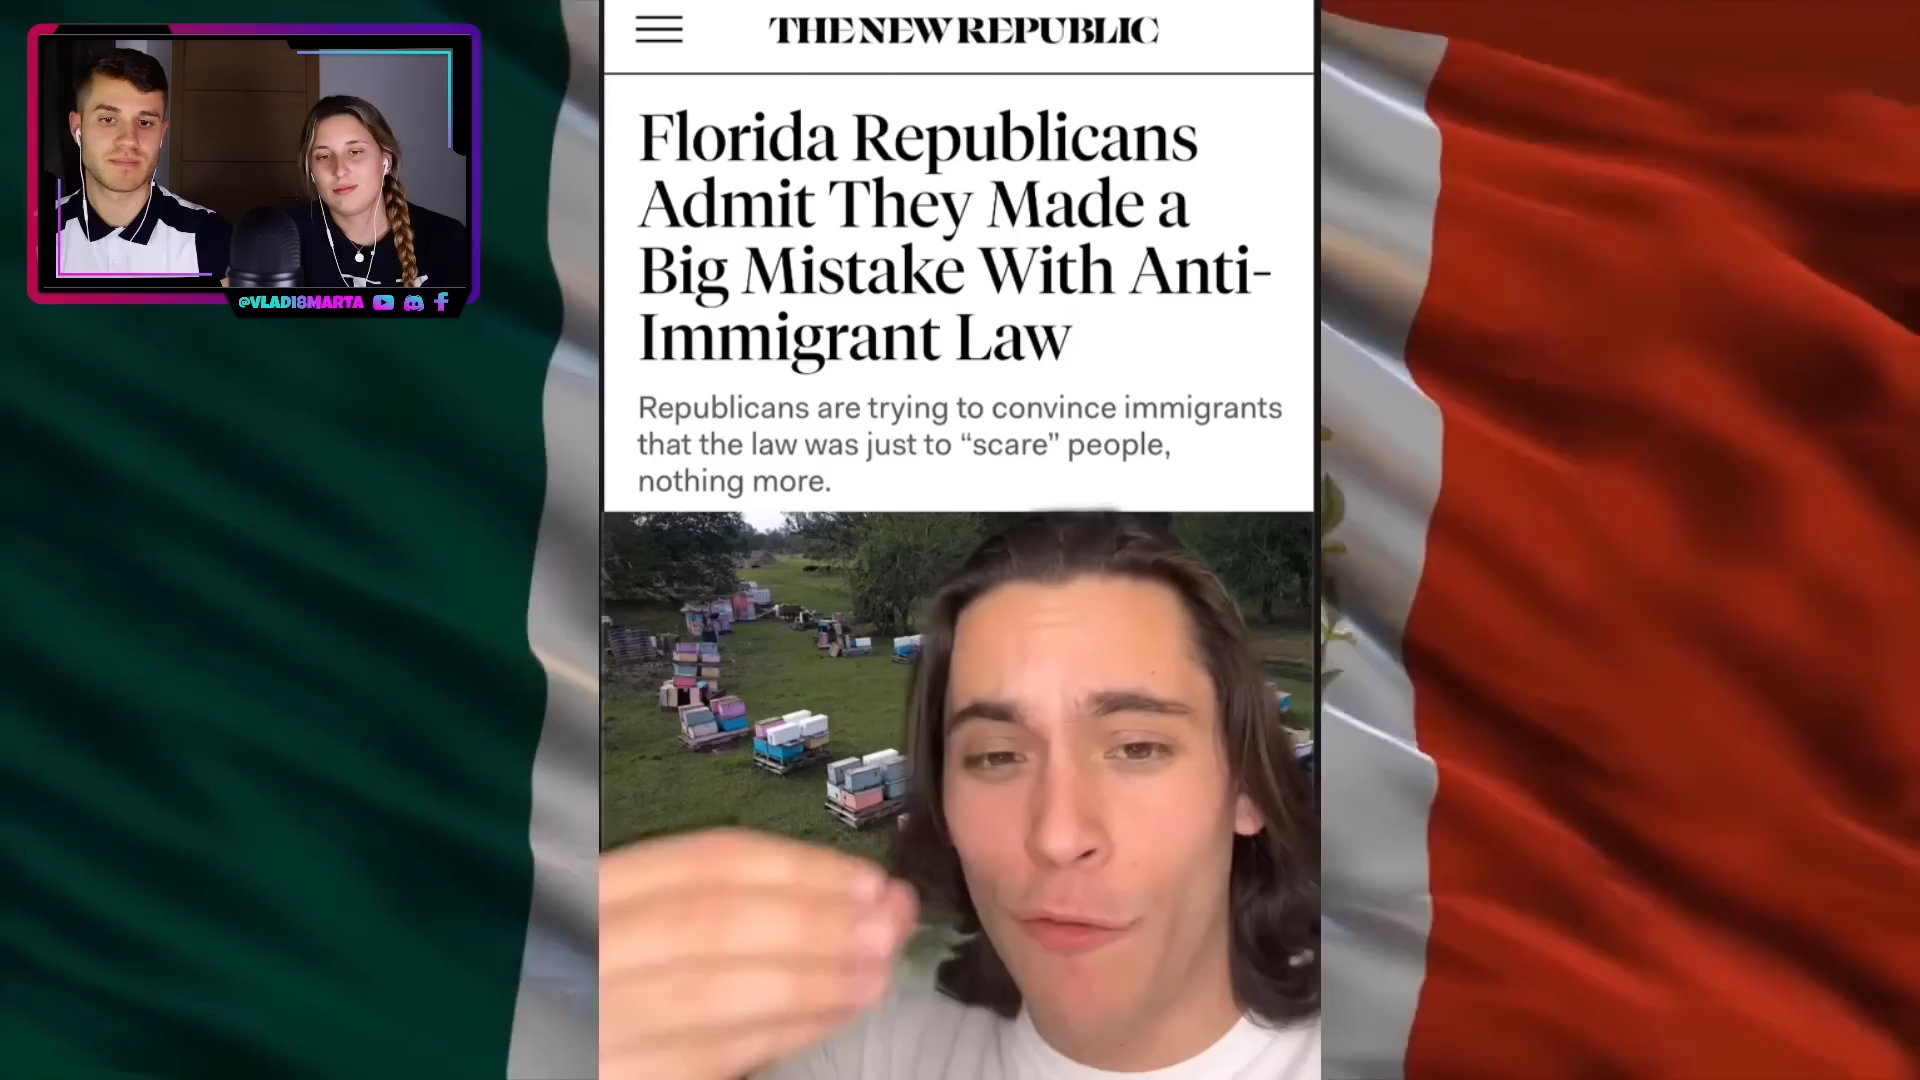 THE NEW REPUBLIC
Florida Republicans
Admit They Made a
Big Mistake With Anti-
Immigrant Law
Republicans are trying to convince immigrants
that the law was just to “scare” people,
nothing more.
@VLAD18MARTA